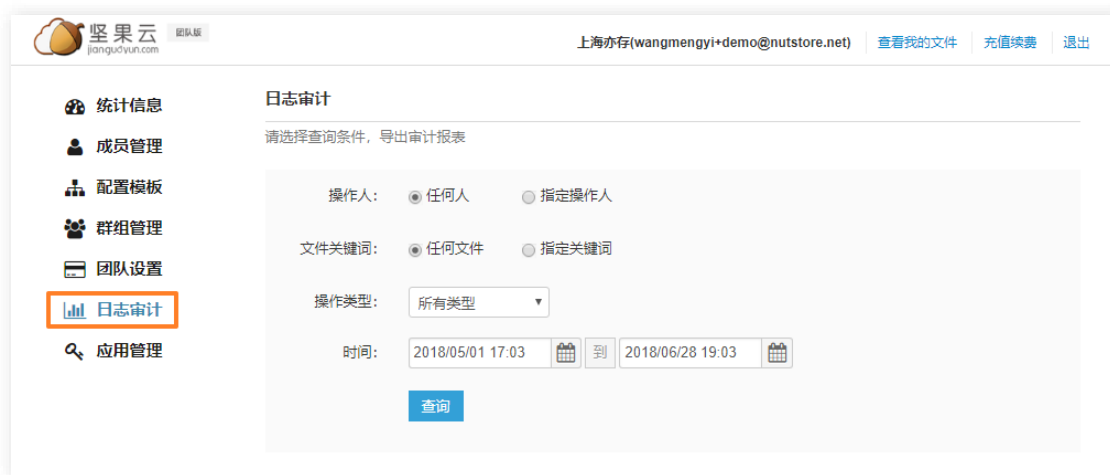 坚果云 团队版
jianguoyun.com
上海亦存(wangmengyi+demo@nutstore.net) 查看我的文件 充值续费 退出
统计信息
成员管理
配置模板
群组管理
团队设置
日志审计
应用管理
日志审计
请选择查询条件，导出审计报表
操作人： 任何人 指定操作人
文件关键词： 任何文件 指定关键词
操作类型： 所有类型
时间： 2018/05/01 17:03 到 2018/06/28 19:03
查询